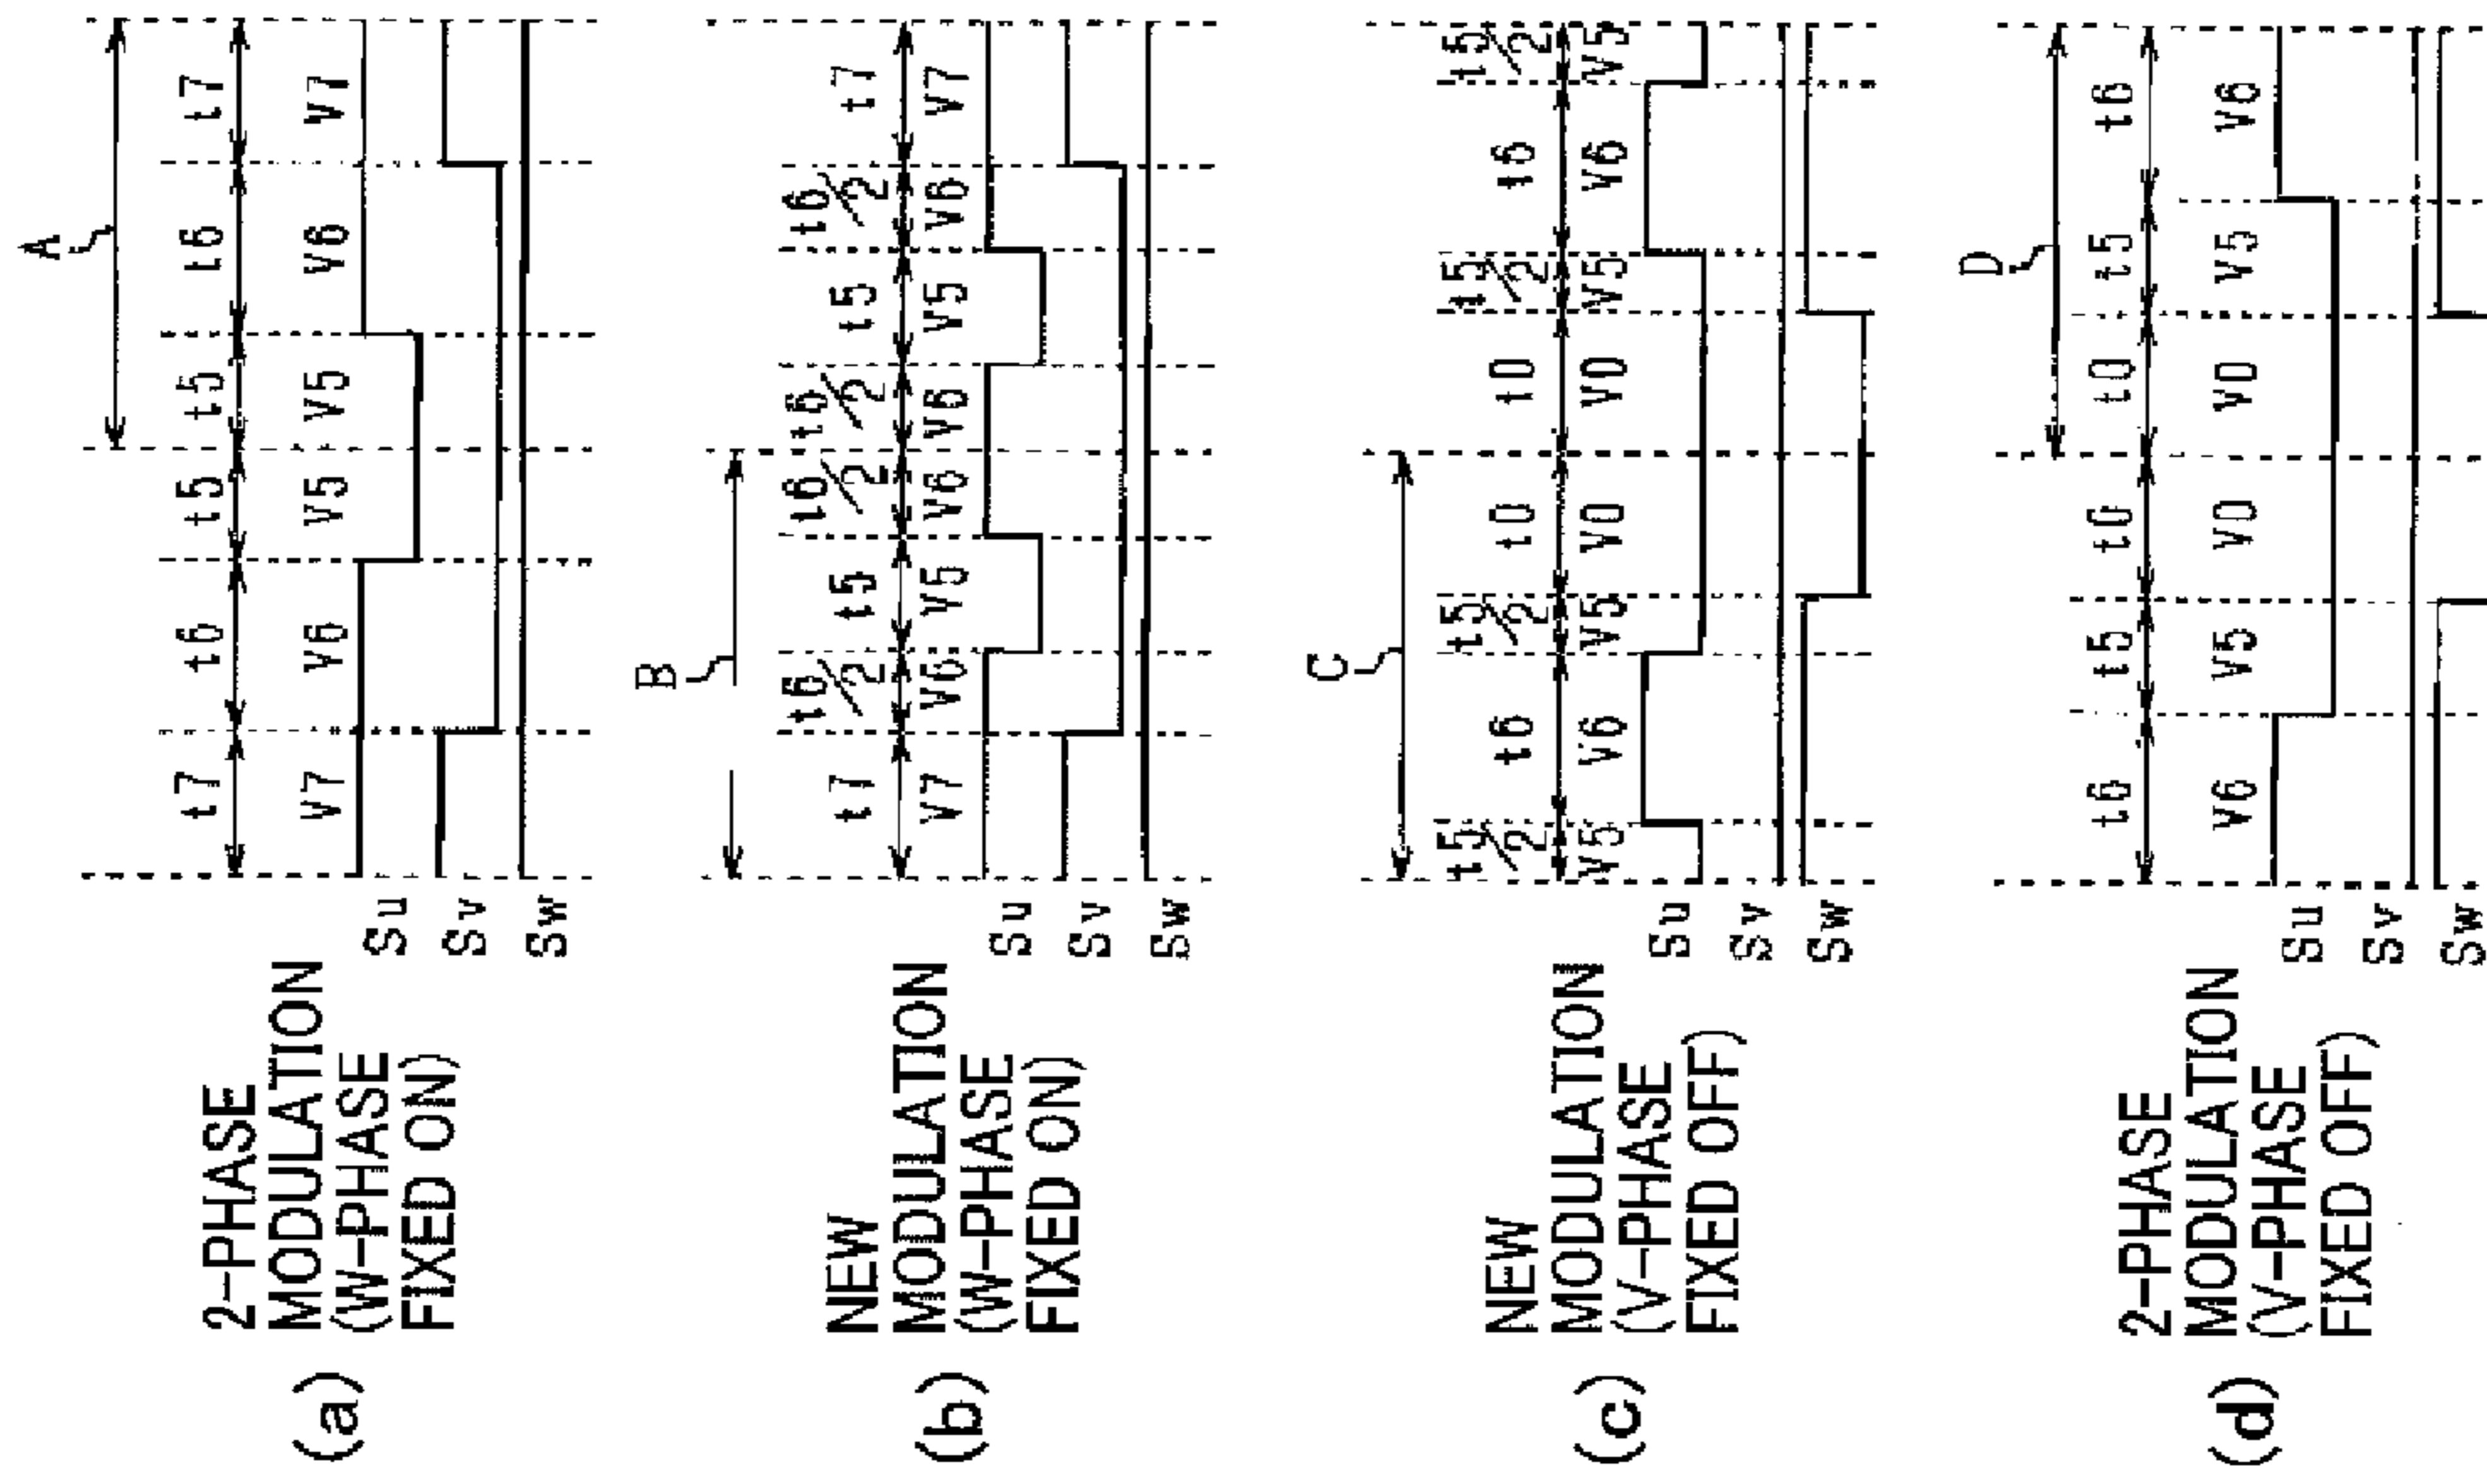 (a)
2-PHASE
MODULATION
(W-PHASE
FIXED ON)
A
t7 t6 t5 t5 t6 t7
V7 V6 V5 V5 V6 V7
Su
Sv
Sw
(b)
NEW
MODULATION
(W-PHASE
FIXED ON)
B
t7 t6/2 t5 t6/2 t6/2 t5 t6/2 t7
V7 V6 V5 V6 V6 V5 V6 V7
Su
Sv
Sw
(c)
NEW
MODULATION
(V-PHASE
FIXED OFF)
C
t5/2 t6 t5/2 t0 t0 t5/2 t6 t5/2
V5 V6 V5 V0 V0 V5 V6 V5
Su
Sv
Sw
(d)
2-PHASE
MODULATION
(V-PHASE
FIXED OFF)
D
t6 t5 t0 t0 t5 t6
V6 V5 V0 V0 V5 V6
Su
Sv
Sw